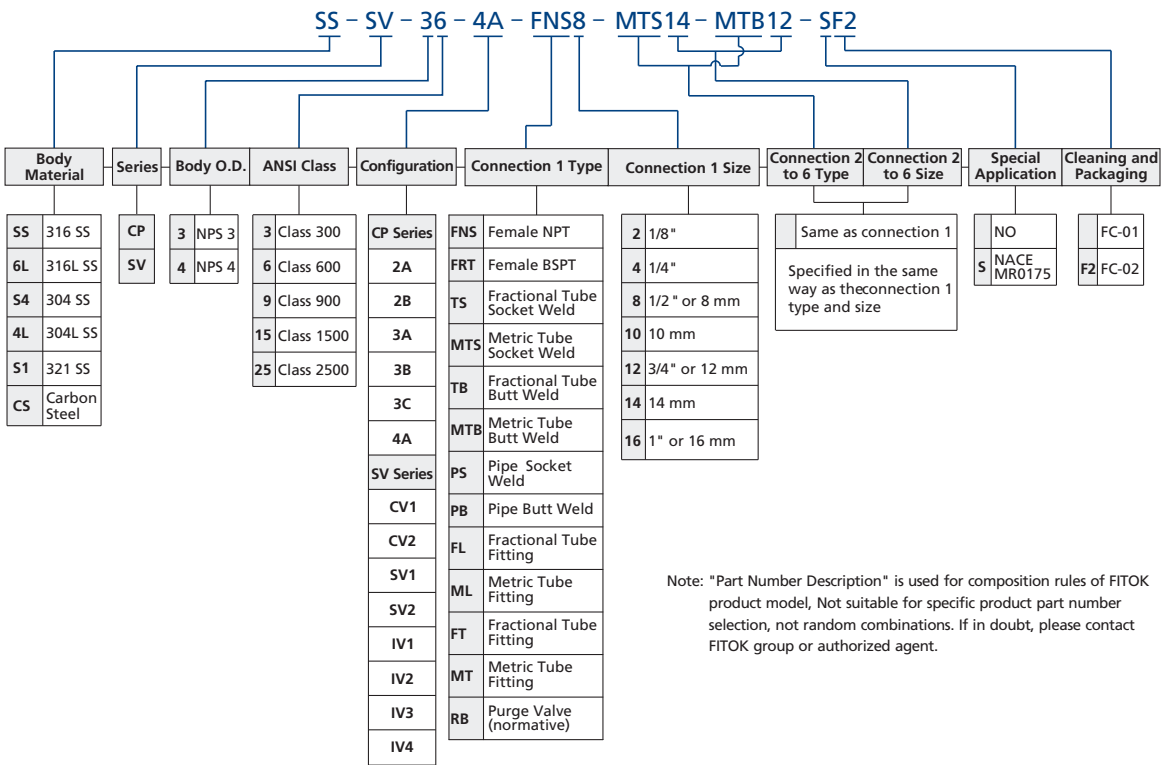 SS – SV – 36 – 4A – FNS8 – MTS14 – MTB12 – SF2
Body
Material
Series
Body O.D.
ANSI Class
Configuration
Connection 1 Type
Connection 1 Size
Connection 2
to 6 Type
Connection 2
to 6 Size
Special
Application
Cleaning and
Packaging
SS 316 SS
6L 316L SS
S4 304 SS
4L 304L SS
S1 321 SS
CS Carbon
Steel
CP
SV
3 NPS 3
4 NPS 4
3 Class 300
6 Class 600
9 Class 900
15 Class 1500
25 Class 2500
CP Series
2A
2B
3A
3B
3C
4A
SV Series
CV1
CV2
SV1
SV2
IV1
IV2
IV3
IV4
FNS Female NPT
FRT Female BSPT
TS Fractional Tube
Socket Weld
MTS Metric Tube
Socket Weld
TB Fractional Tube
Butt Weld
MTB Metric Tube
Butt Weld
PS Pipe Socket
Weld
PB Pipe Butt Weld
FL Fractional Tube
Fitting
ML Metric Tube
Fitting
FT Fractional Tube
Fitting
MT Metric Tube
Fitting
RB Purge Valve
(normative)
2 1/8"
4 1/4"
8 1/2" or 8 mm
10 10 mm
12 3/4" or 12 mm
14 14 mm
16 1" or 16 mm
Same as connection 1
Specified in the same
way as theconnection 1
type and size
NO
S NACE
MR0175
FC-01
F2 FC-02
Note: "Part Number Description" is used for composition rules of FITOK
product model, Not suitable for specific product part number
selection, not random combinations. If in doubt, please contact
FITOK group or authorized agent.